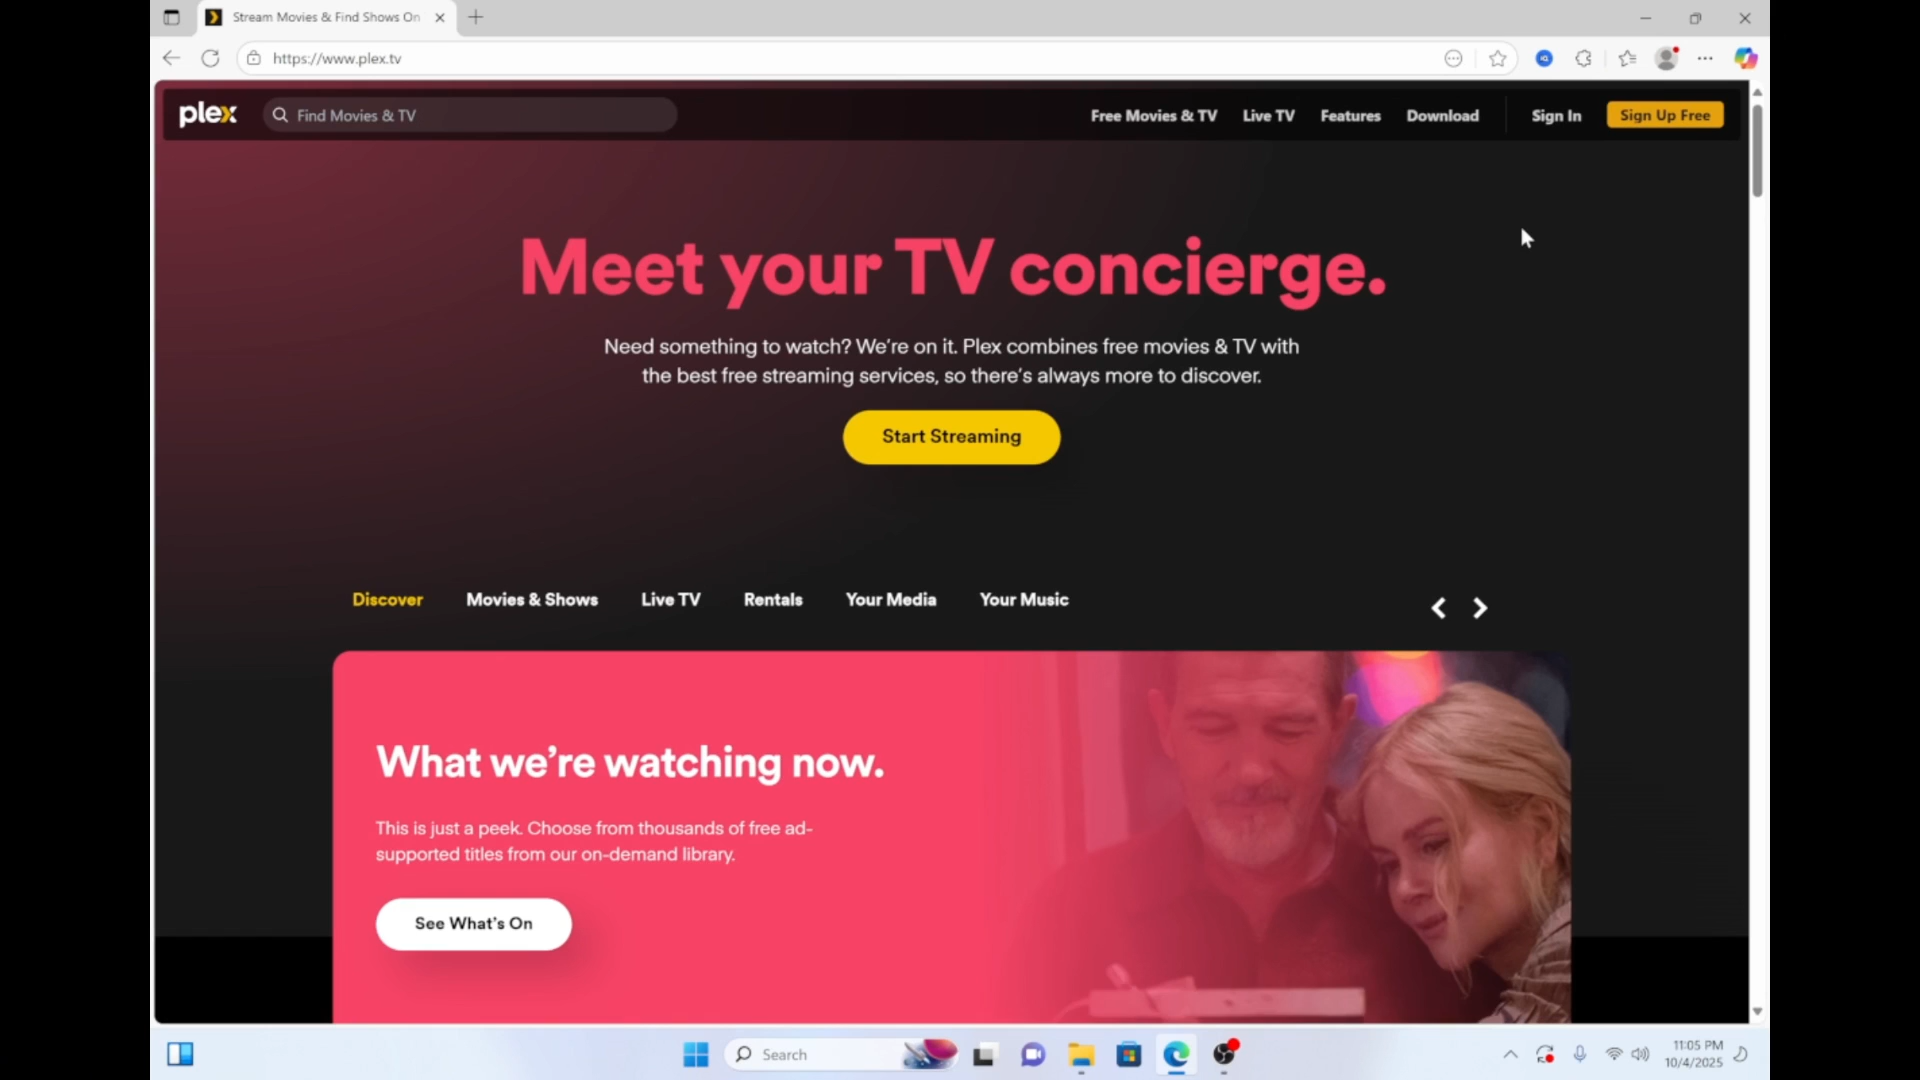 Stream Movies & Find Shows On
https://www.plex.tv
plex
Find Movies & TV
Free Movies & TV
Live TV
Features
Download
Sign In
Sign Up Free
Meet your TV concierge.
Need something to watch? We're on it. Plex combines free movies & TV with
the best free streaming services, so there's always more to discover.
Start Streaming
Discover
Movies & Shows
Live TV
Rentals
Your Media
Your Music
What we're watching now.
This is just a peek. Choose from thousands of free ad-
supported titles from our on-demand library.
See What's On
Search
11:05 PM
10/4/2025